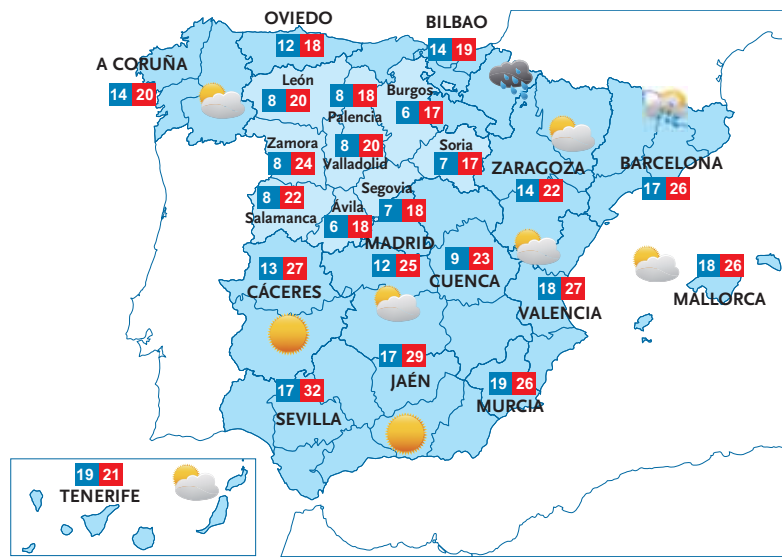 OVIEDO
12 18
BILBAO
14 19
A CORUÑA
14 20
León
8 20
8 18
Palencia
Burgos
6 17
Zamora
8 24
8 20
Valladolid
Soria
7 17
ZARAGOZA
14 22
BARCELONA
17 26
8 22
Salamanca
Ávila
6 18
Segovia
7 18
MADRID
12 25
9 23
CUENCA
13 27
CÁCERES
18 27
VALENCIA
18 26
MALLORCA
17 29
JAÉN
17 32
SEVILLA
19 26
MURCIA
19 21
TENERIFE